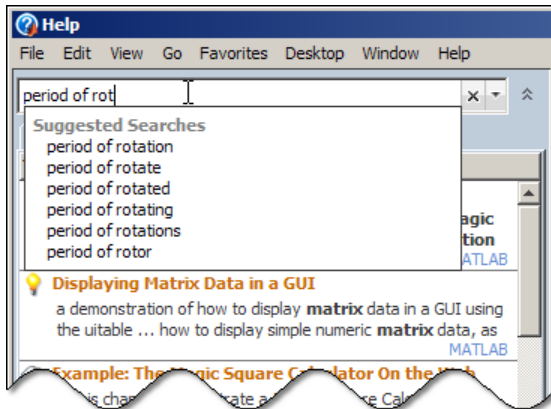 Help
File Edit View Go Favorites Desktop Window Help
period of rot
Suggested Searches
period of rotation
period of rotate
period of rotated
period of rotating
period of rotations
period of rotor
agic
tion
ATLAB
Displaying Matrix Data in a GUI
a demonstration of how to display matrix data in a GUI using
the uitable ... how to display simple numeric matrix data, as
MATLAB
Example: The Magic Square Calculator On the Web